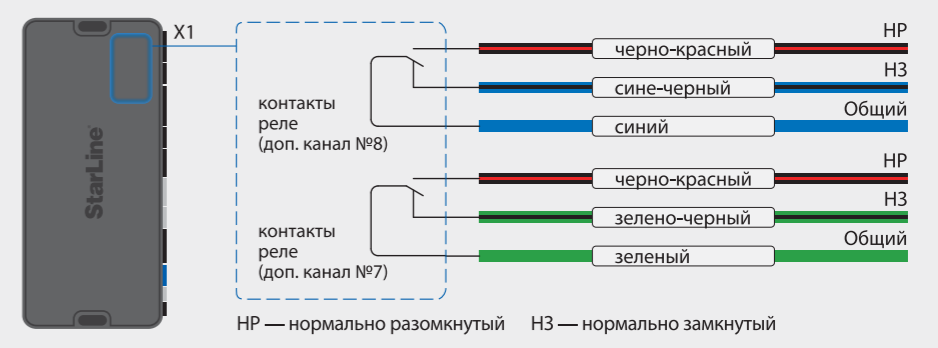 X1
StarLine
контакты
реле
(доп. канал №8)
черно-красный
НР
сине-черный
НЗ
синий
Общий
контакты
реле
(доп. канал №7)
черно-красный
НР
зелено-черный
НЗ
зеленый
Общий
НР — нормально разомкнутый НЗ — нормально замкнутый